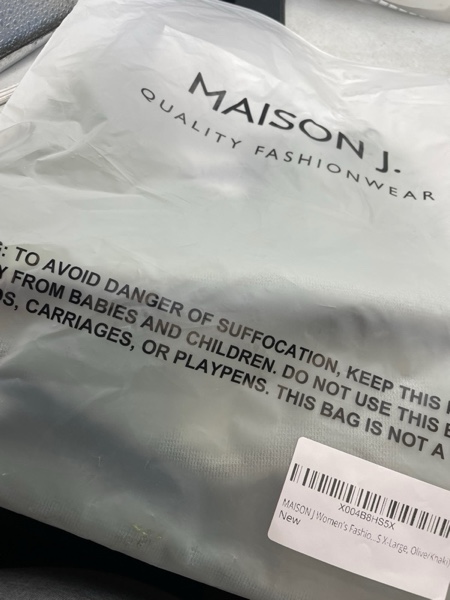 MAISON J.
QUALITY FASHIONWEAR
: TO AVOID DANGER OF SUFFOCATION, KEEP THIS
Y FROM BABIES AND CHILDREN. DO NOT USE THIS
DS, CARRIAGES, OR PLAYPENS. THIS BAG IS NOT A
X004B8HS5X
MAISON J Women's Fashio...S X-Large, Olive(Khaki)
New